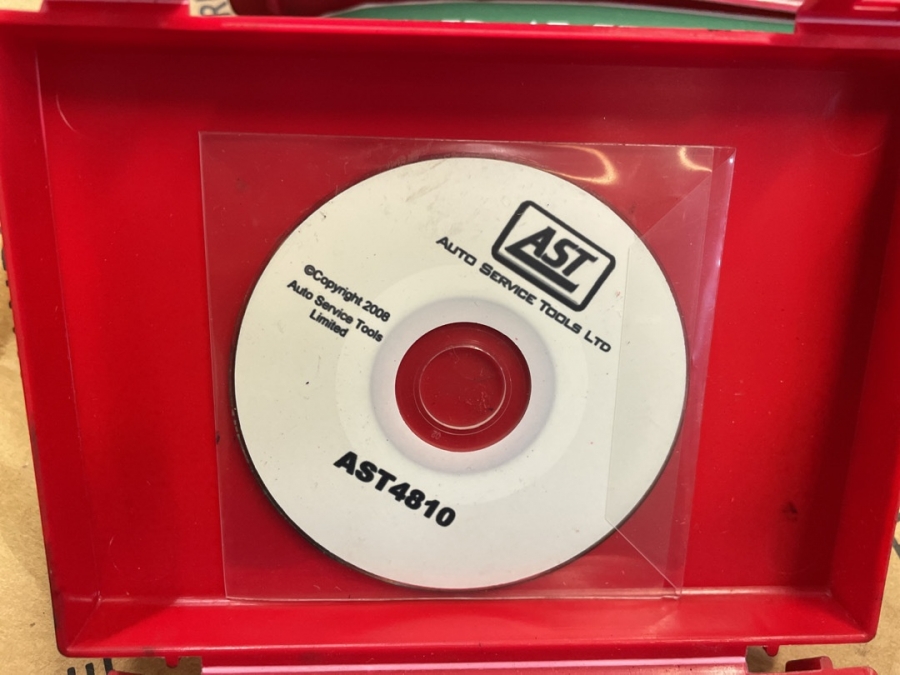 AST
AUTO SERVICE TOOLS LTD
©Copyright 2008
Auto Service Tools
Limited
AST4810